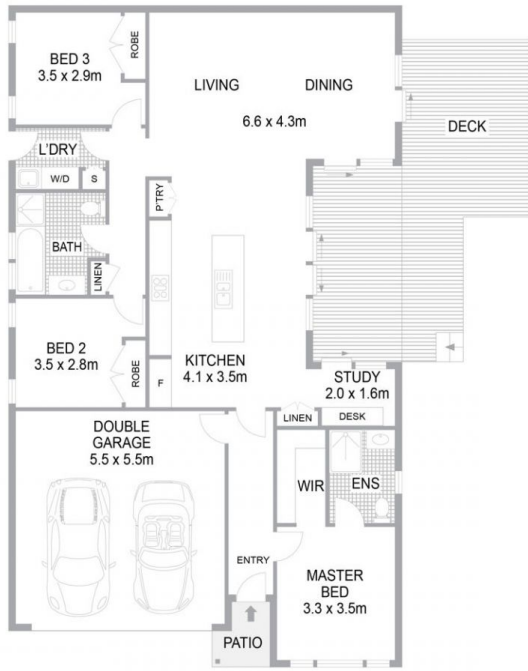 BED 3
3.5 x 2.9m
ROBE
LIVING
DINING
6.6 x 4.3m
DECK
L'DRY
W/D
S
P'TRY
BATH
LINEN
BED 2
3.5 x 2.8m
ROBE
KITCHEN
4.1 x 3.5m
F
STUDY
2.0 x 1.6m
LINEN
DESK
DOUBLE
GARAGE
5.5 x 5.5m
WIR
ENS
ENTRY
MASTER
BED
3.3 x 3.5m
PATIO